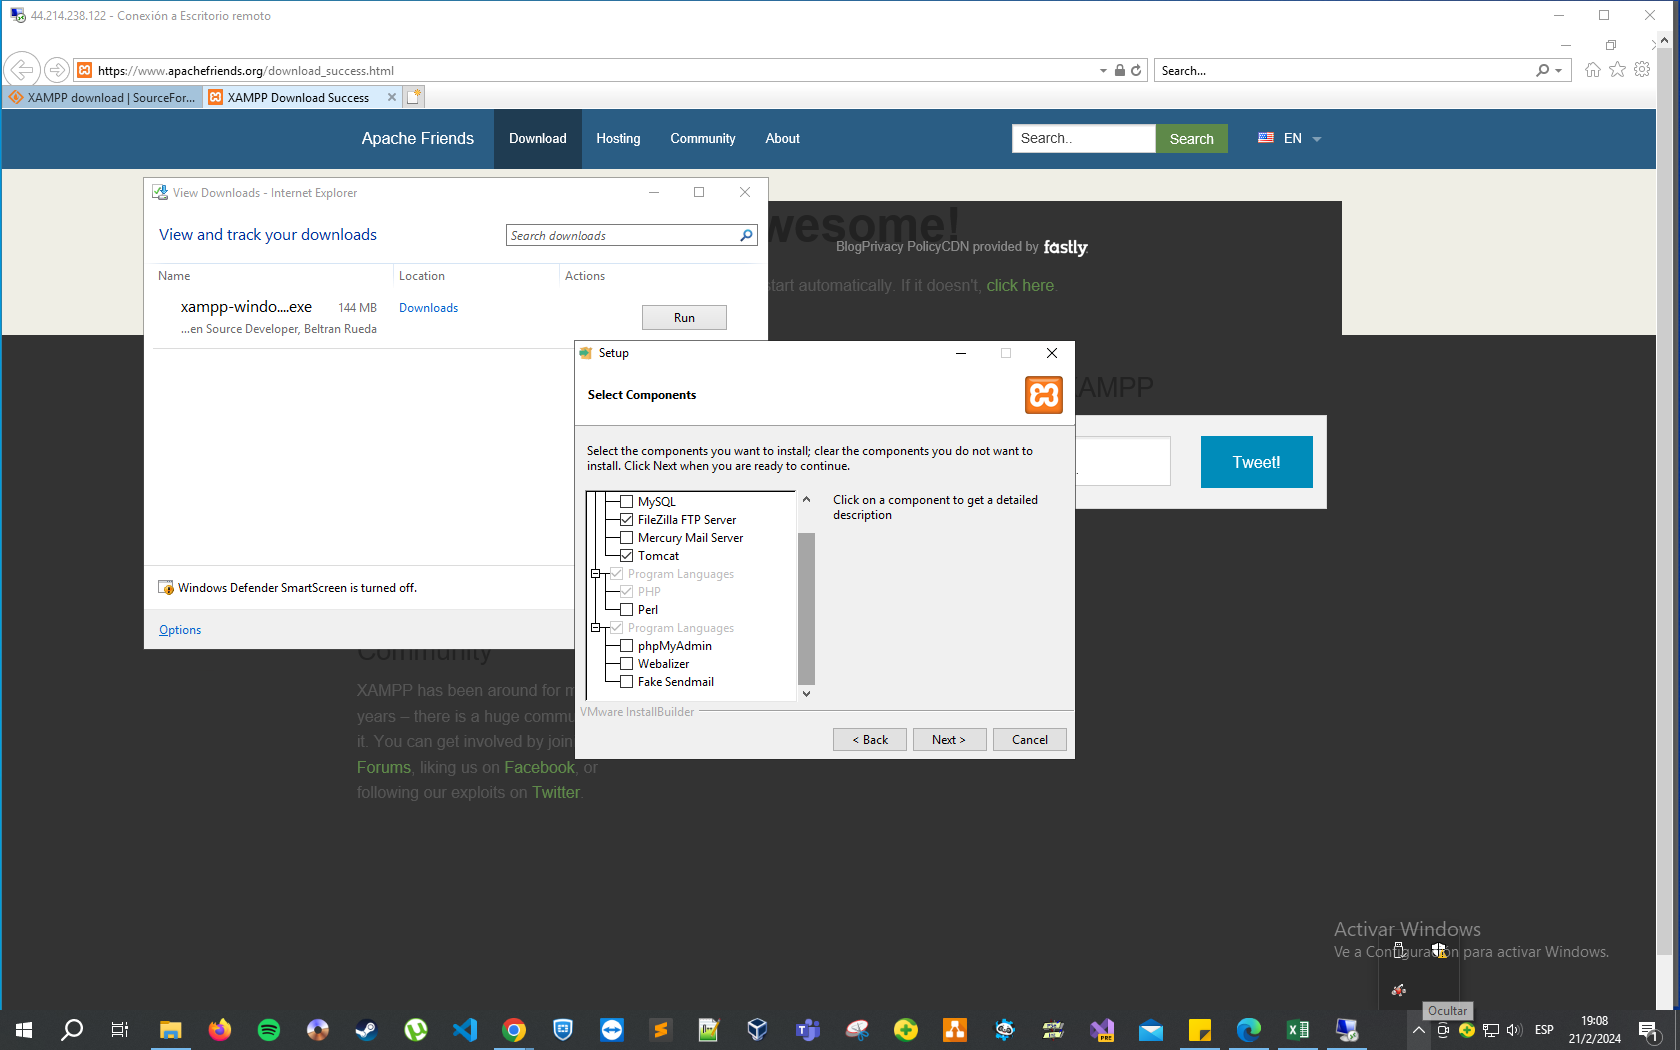 44.214.238.122 - Conexión a Escritorio remoto
https://www.apachefriends.org/download_success.html
Search...
XAMPP download | SourceFor...
XAMPP Download Success
Apache Friends
Download
Hosting
Community
About
Search..
Search
EN
View Downloads - Internet Explorer
View and track your downloads
Search downloads
Name
Location
Actions
xampp-windo....exe
144 MB
Downloads
Run
...en Source Developer, Beltran Rueda
wesome!
BlogPrivacy PolicyCDN provided by fastly
start automatically. If it doesn't, click here.
Setup
Select Components
AMPP
Select the components you want to install; clear the components you do not want to
install. Click Next when you are ready to continue.
Tweet!
MySQL
FileZilla FTP Server
Mercury Mail Server
Tomcat
Program Languages
PHP
Perl
Program Languages
phpMyAdmin
Webalizer
Fake Sendmail
Click on a component to get a detailed
description
VMware InstallBuilder
< Back
Next >
Cancel
Windows Defender SmartScreen is turned off.
Options
Community
XAMPP has been around for m
years – there is a huge commu
it. You can get involved by join
Forums, liking us on Facebook, or
following our exploits on Twitter.
Activar Windows
Ve a Configuración para activar Windows.
Ocultar
PRE
ESP
19:08
21/2/2024
1